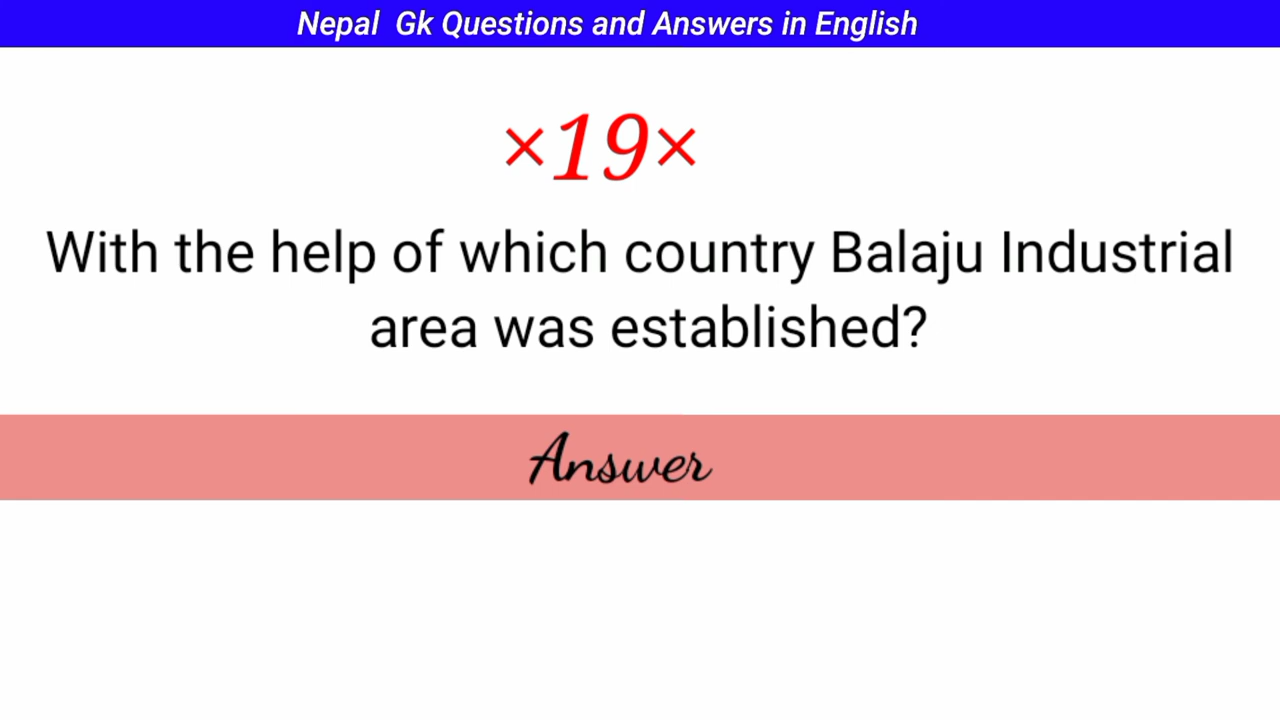 Nepal Gk Questions and Answers in English
×19×
With the help of which country Balaju Industrial
area was established?
Answer